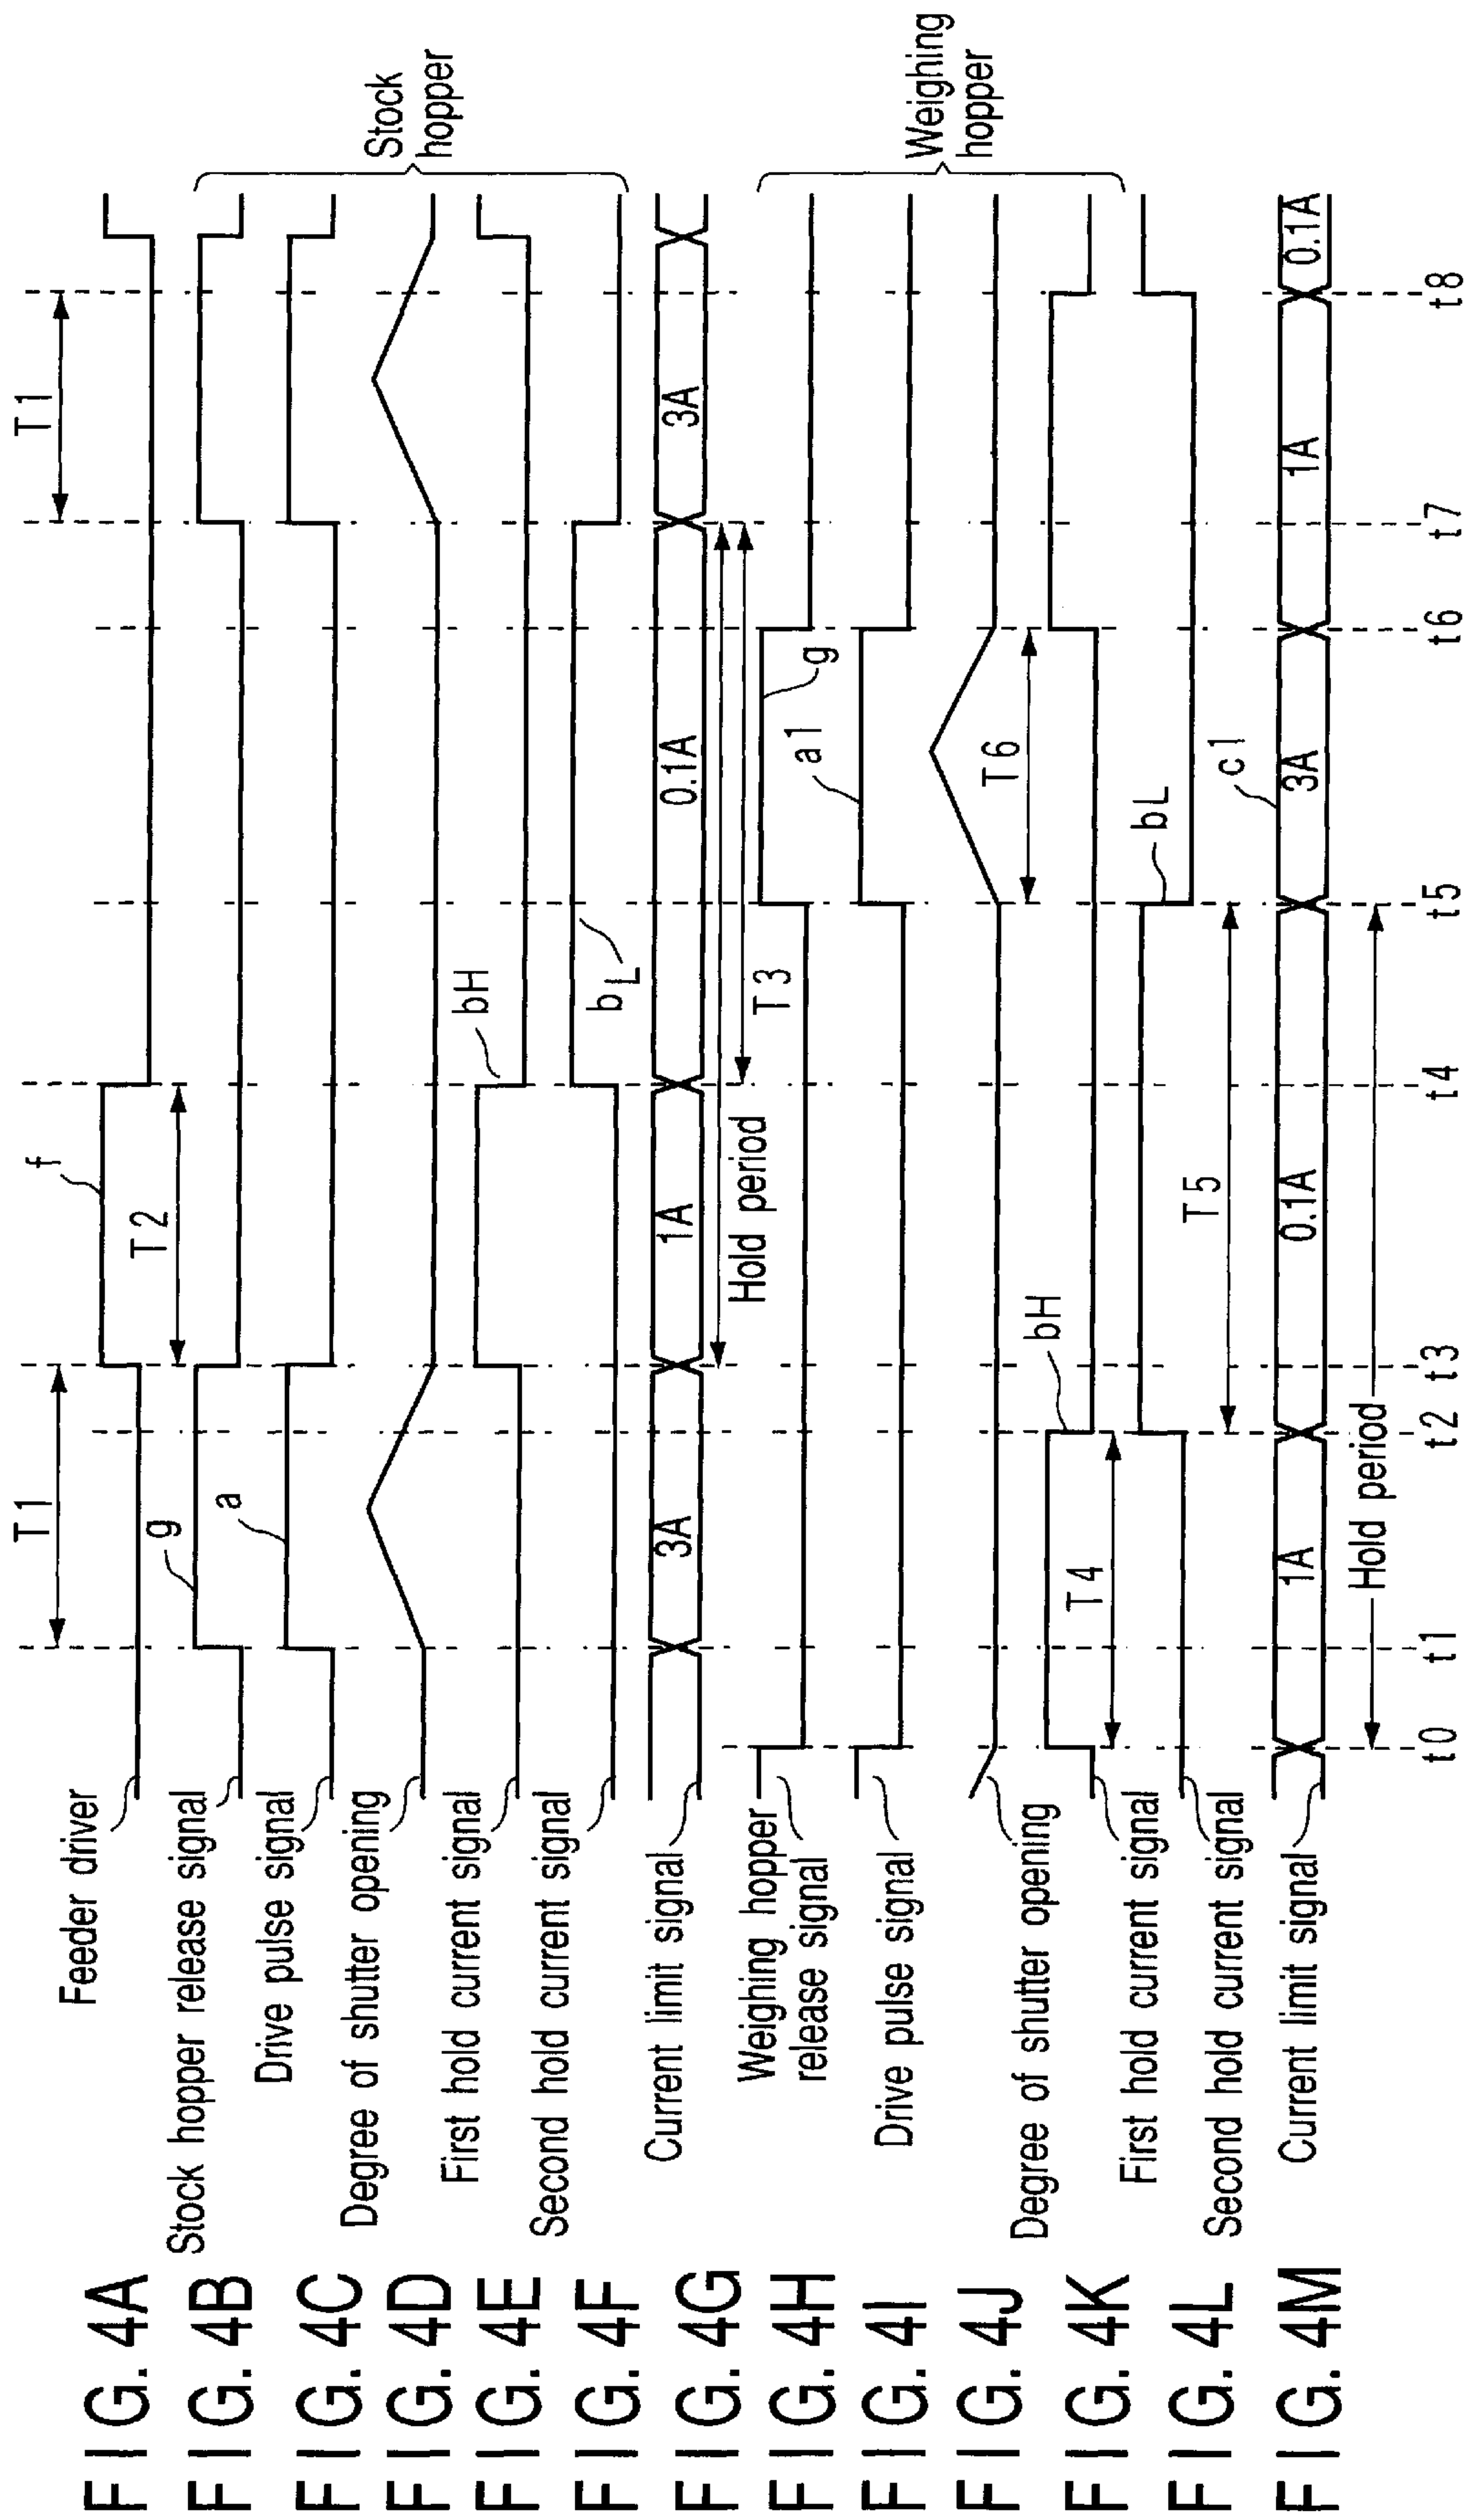 T1
T1
FIG. 4A
Feeder driver
f
T2
FIG. 4B
Stock hopper release signal
g
FIG. 4C
Drive pulse signal
a
Stock
hopper
FIG. 4D
Degree of shutter opening
FIG. 4E
First hold current signal
bH
FIG. 4F
Second hold current signal
bL
FIG. 4G
Current limit signal
3A
1A
0.1A
3A
Hold period
T3
FIG. 4H
Weighing hopper
release signal
g
FIG. 4I
Drive pulse signal
a1
Weighing
hopper
FIG. 4J
Degree of shutter opening
T6
FIG. 4K
First hold current signal
bH
T4
FIG. 4L
Second hold current signal
bL
T5
FIG. 4M
Current limit signal
c1
1A
0.1A
3A
1A
0.1A
Hold period
t0
t1
t2
t3
t4
t5
t6
t7
t8